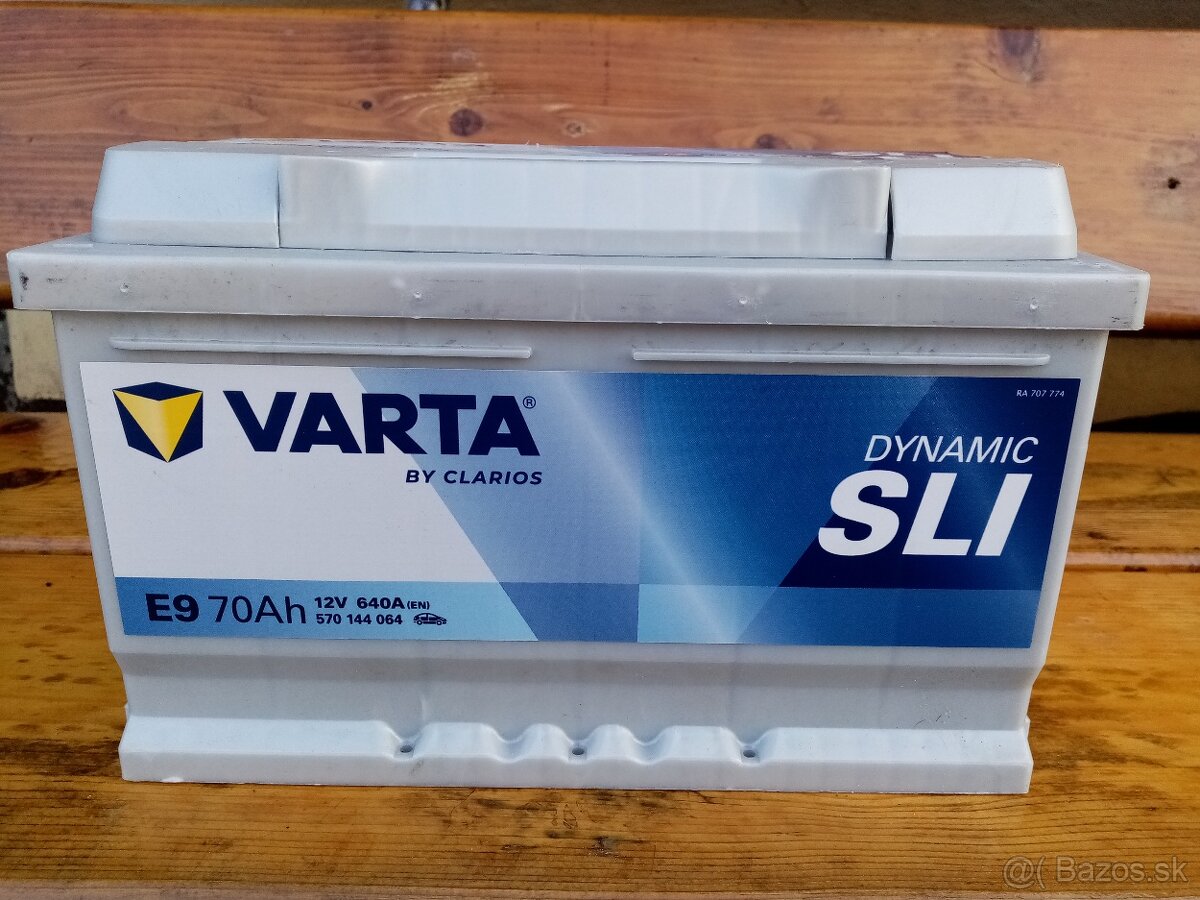 VARTA®
BY CLARIOS
RA 707 774
DYNAMIC
SLI
E9 70Ah 12V 640A (EN)
570 144 064
@( Bazos.sk